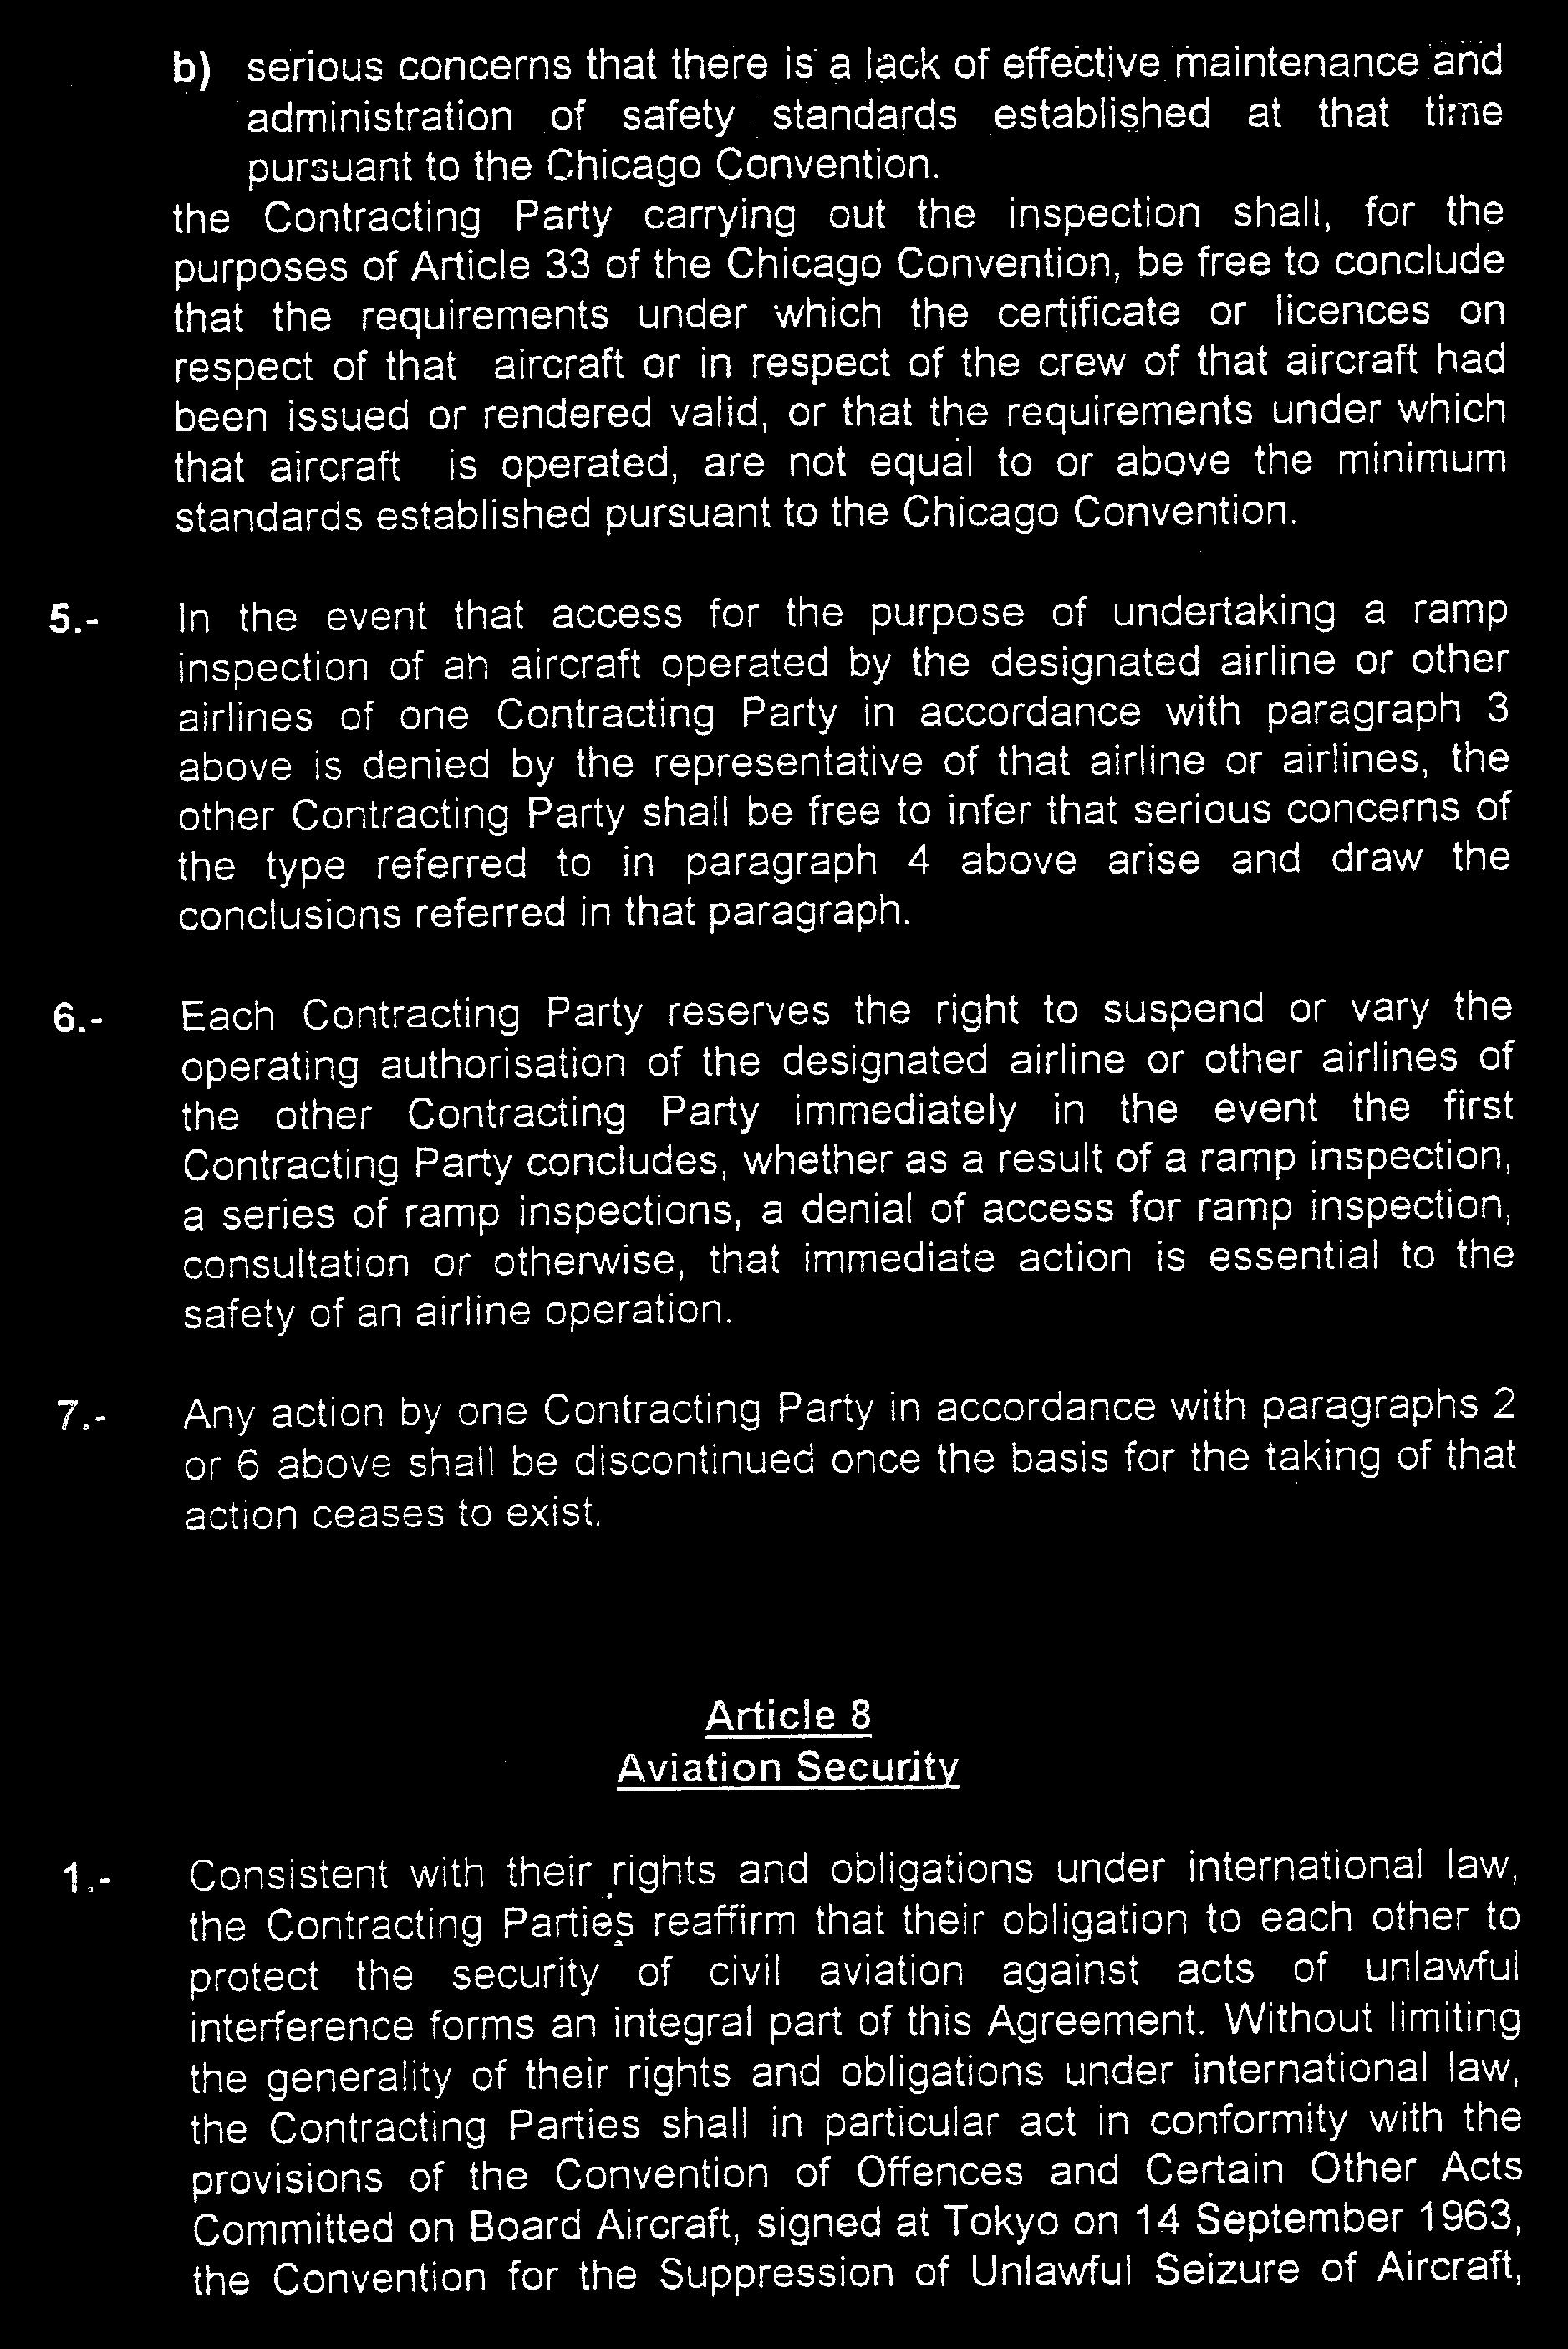 b) serious concerns that there is a lack of effective maintenance and
administration of safety standards established at that time
pursuant to the Chicago Convention.
the Contracting Party carrying out the inspection shall, for the
purposes of Article 33 of the Chicago Convention, be free to conclude
that the requirements under which the certificate or licences on
respect of that aircraft or in respect of the crew of that aircraft had
been issued or rendered valid, or that the requirements under which
that aircraft is operated, are not equal to or above the minimum
standards established pursuant to the Chicago Convention.
5.- In the event that access for the purpose of undertaking a ramp
inspection of an aircraft operated by the designated airline or other
airlines of one Contracting Party in accordance with paragraph 3
above is denied by the representative of that airline or airlines, the
other Contracting Party shall be free to infer that serious concerns of
the type referred to in paragraph 4 above arise and draw the
conclusions referred in that paragraph.
6.- Each Contracting Party reserves the right to suspend or vary the
operating authorisation of the designated airline or other airlines of
the other Contracting Party immediately in the event the first
Contracting Party concludes, whether as a result of a ramp inspection,
a series of ramp inspections, a denial of access for ramp inspection,
consultation or otherwise, that immediate action is essential to the
safety of an airline operation.
7.- Any action by one Contracting Party in accordance with paragraphs 2
or 6 above shall be discontinued once the basis for the taking of that
action ceases to exist.
Article 8
Aviation Security
1.- Consistent with their rights and obligations under international law,
the Contracting Parties reaffirm that their obligation to each other to
protect the security of civil aviation against acts of unlawful
interference forms an integral part of this Agreement. Without limiting
the generality of their rights and obligations under international law,
the Contracting Parties shall in particular act in conformity with the
provisions of the Convention of Offences and Certain Other Acts
Committed on Board Aircraft, signed at Tokyo on 14 September 1963,
the Convention for the Suppression of Unlawful Seizure of Aircraft,